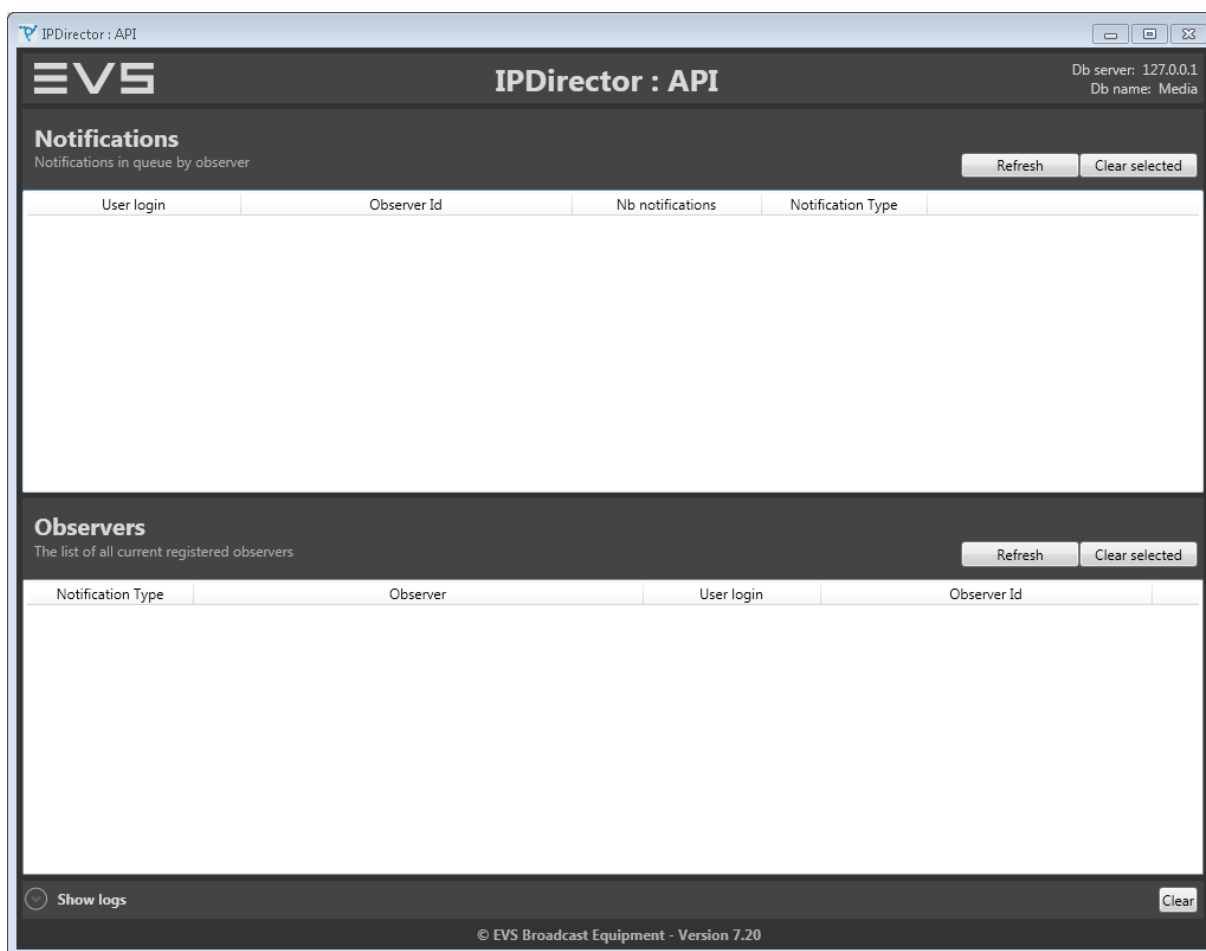 IPDirector : API
EVS
IPDirector : API
Db server: 127.0.0.1
Db name: Media
Notifications
Notifications in queue by observer
Refresh
Clear selected
User login
Observer Id
Nb notifications
Notification Type
Observers
The list of all current registered observers
Refresh
Clear selected
Notification Type
Observer
User login
Observer Id
Show logs
Clear
© EVS Broadcast Equipment - Version 7.20